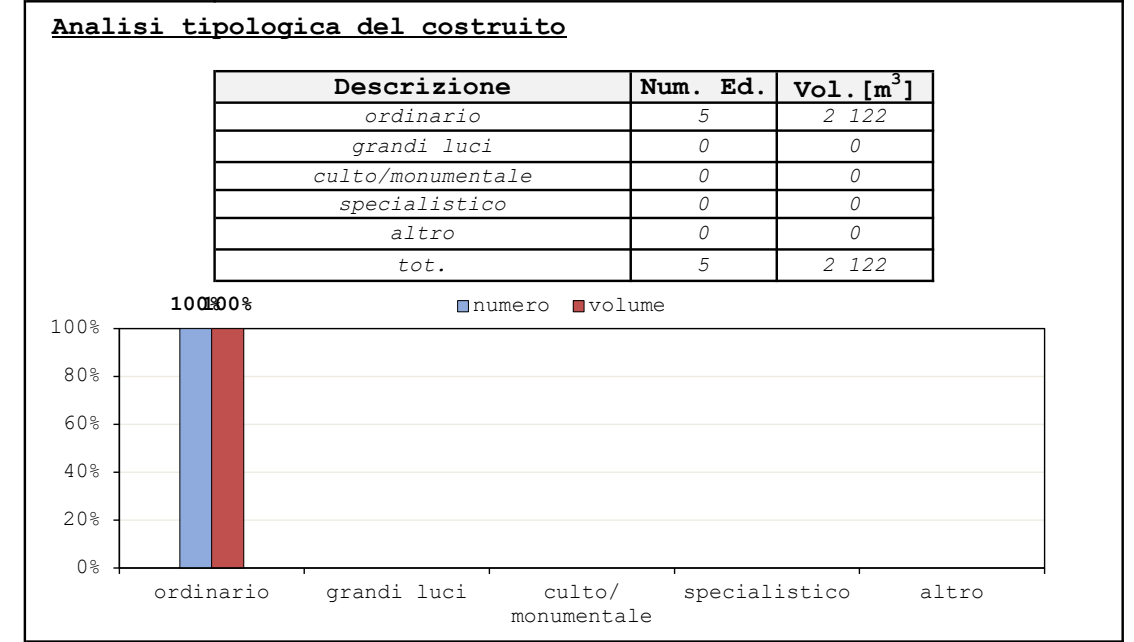 Analisi tipologica del costruito
Descrizione Num. Ed. Vol.[m³]
ordinario 5 2 122
grandi luci 0 0
culto/monumentale 0 0
specialistico 0 0
altro 0 0
tot. 5 2 122
100% 100%
numero volume
100%
80%
60%
40%
20%
0%
ordinario grandi luci culto/ specialistico altro
monumentale